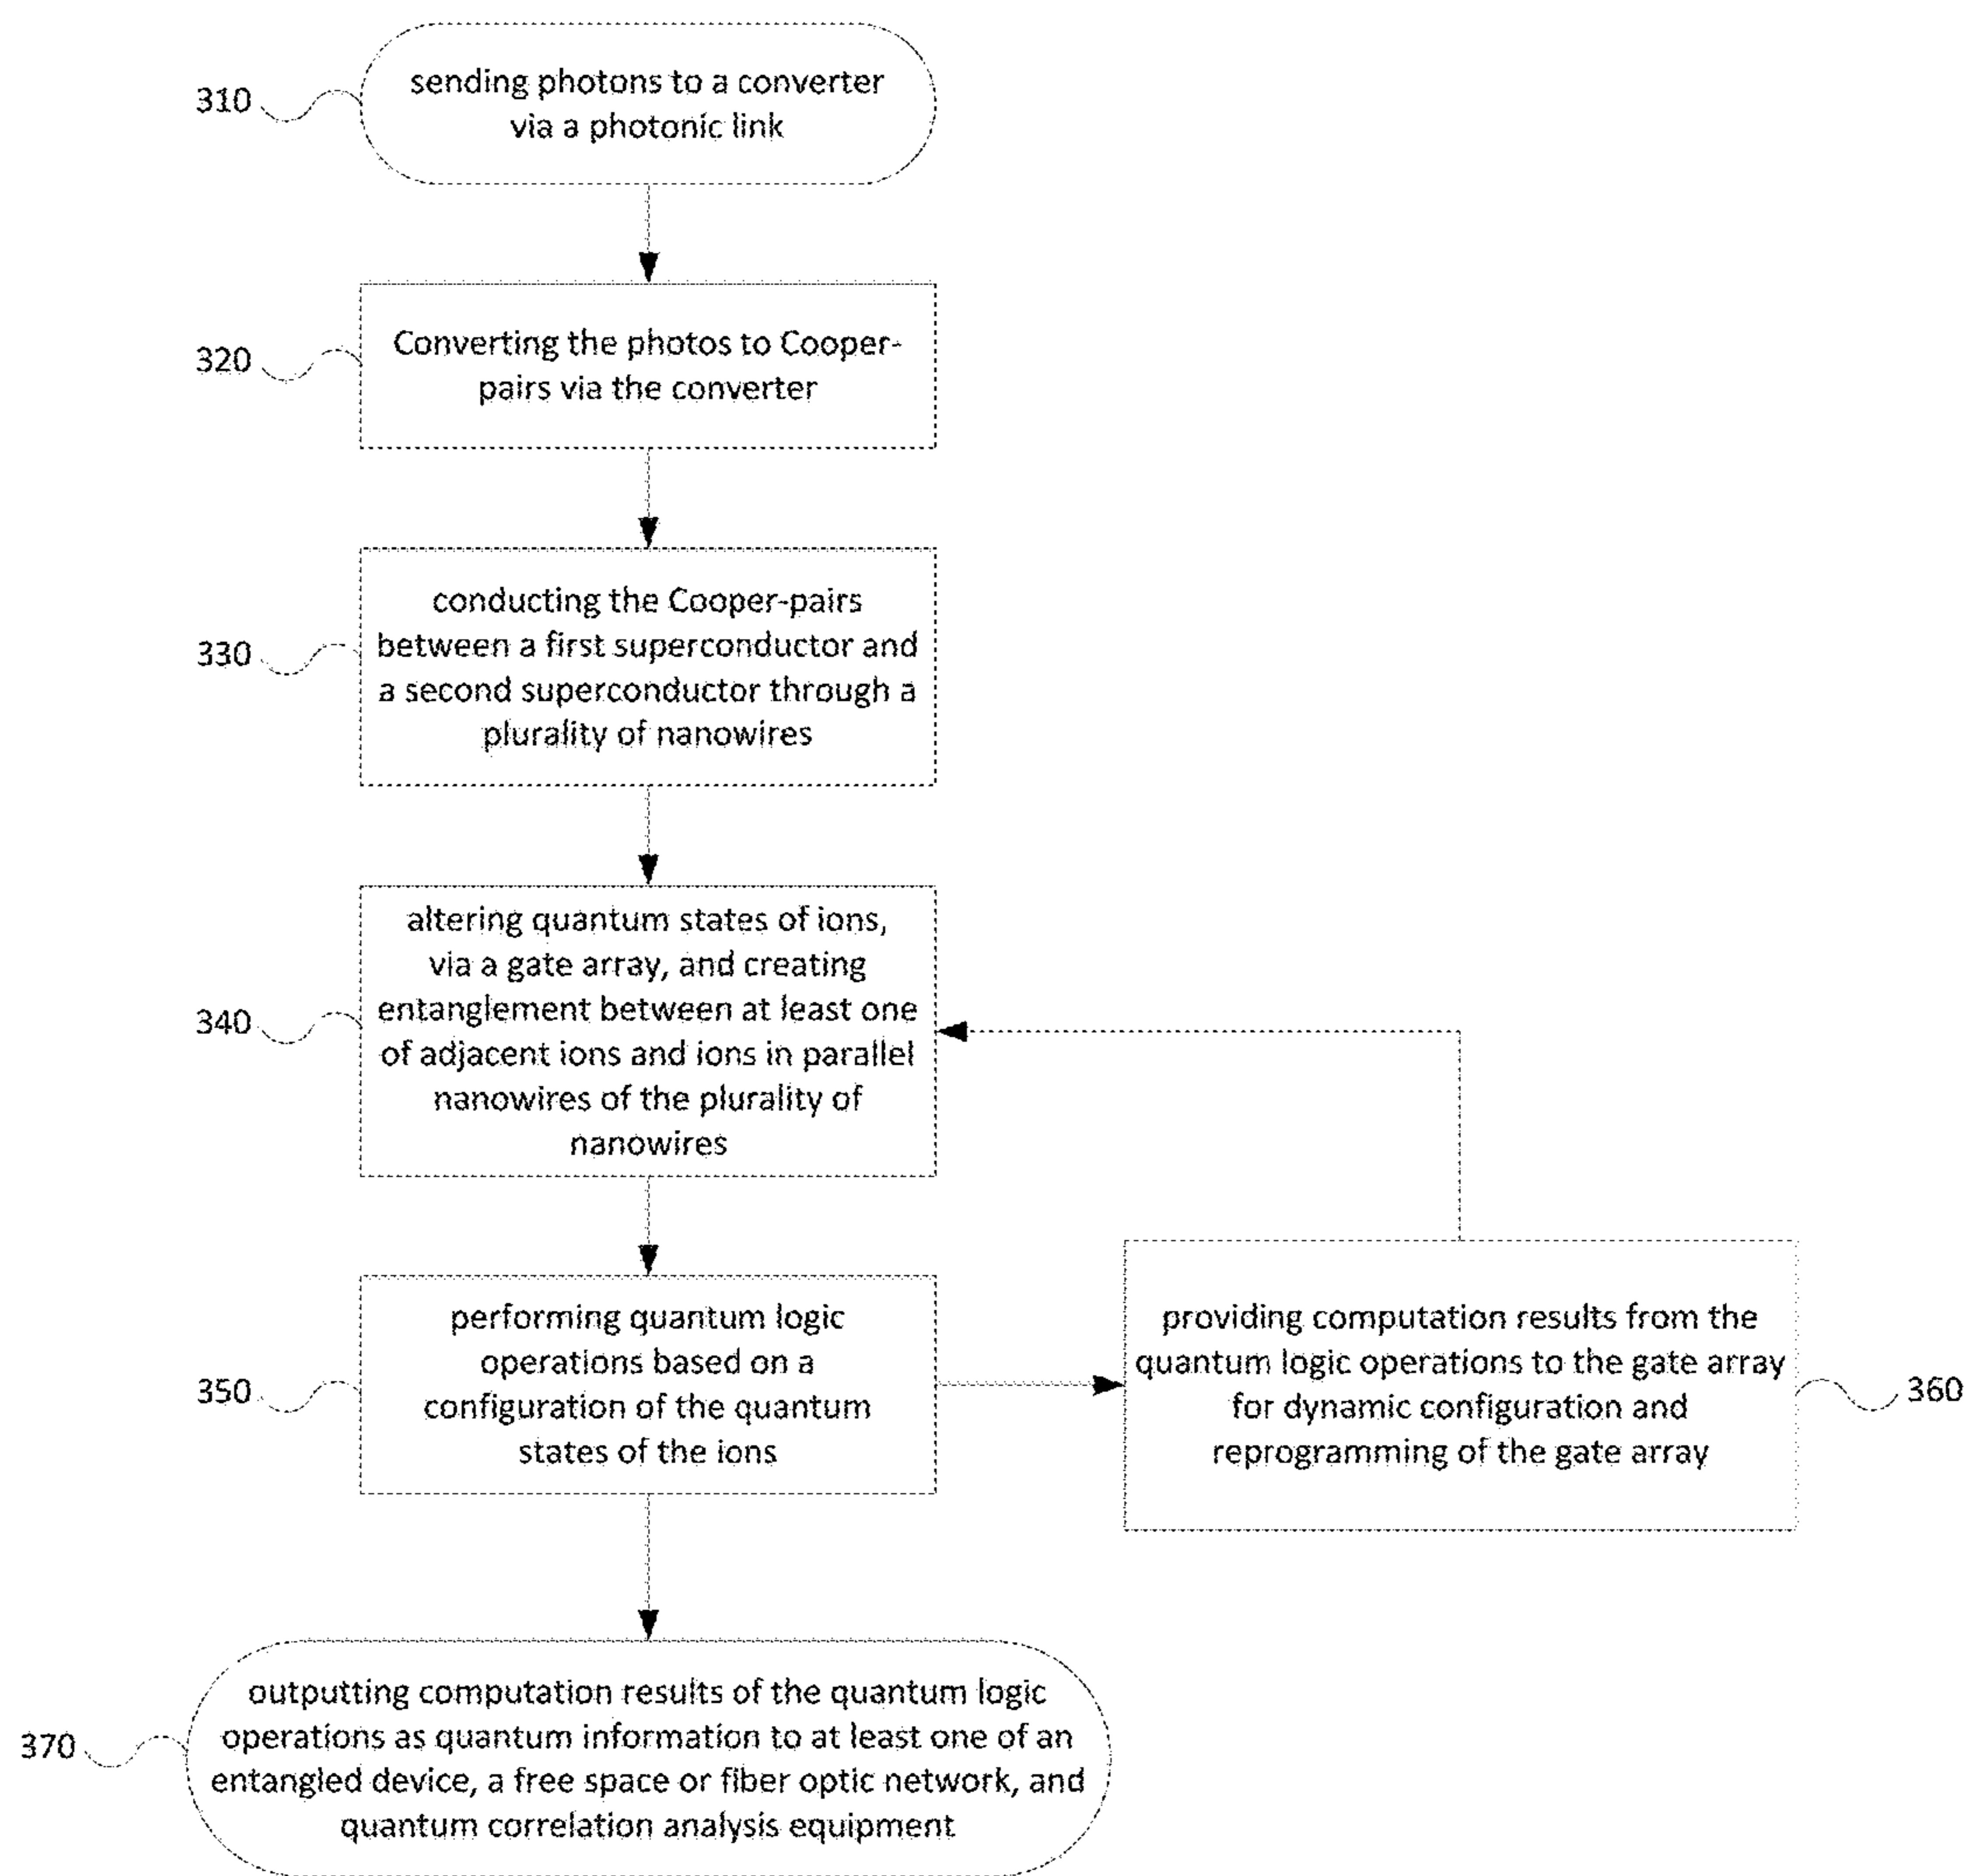 310
sending photons to a converter
via a photonic link
320
Converting the photos to Cooper-
pairs via the converter
330
conducting the Cooper-pairs
between a first superconductor and
a second superconductor through a
plurality of nanowires
340
altering quantum states of ions,
via a gate array, and creating
entanglement between at least one
of adjacent ions and ions in parallel
nanowires of the plurality of
nanowires
350
performing quantum logic
operations based on a
configuration of the quantum
states of the ions
providing computation results from the
quantum logic operations to the gate array
for dynamic configuration and
reprogramming of the gate array
360
370
outputting computation results of the quantum logic
operations as quantum information to at least one of an
entangled device, a free space or fiber optic network, and
quantum correlation analysis equipment